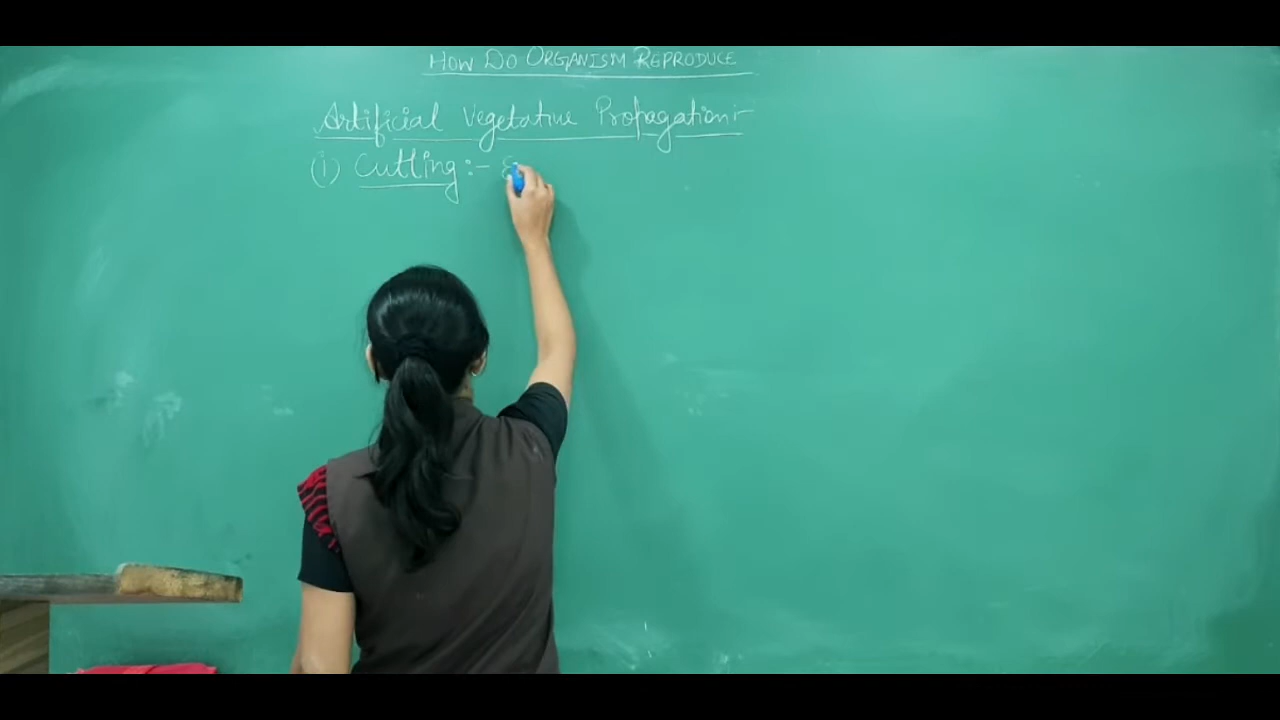 HOW DO ORGANISM REPRODUCE
Artificial Vegetative Propagation:-
(i) Cutting :-